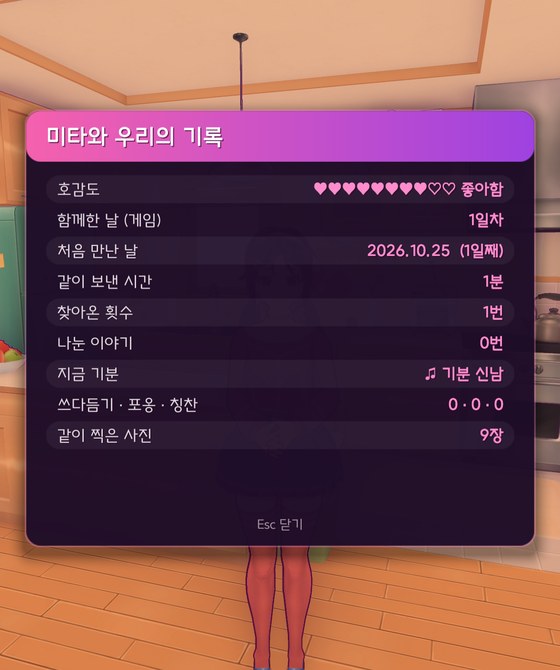 미타와 우리의 기록
호감도 ♥♥♥♥♥♥♥♥♡♡ 좋아함
함께한 날 (게임) 1일차
처음 만난 날 2026.10.25 (1일째)
같이 보낸 시간 1분
찾아온 횟수 1번
나눈 이야기 0번
지금 기분 ♫ 기분 신남
쓰다듬기 · 포옹 · 칭찬 0 · 0 · 0
같이 찍은 사진 9장
Esc 닫기